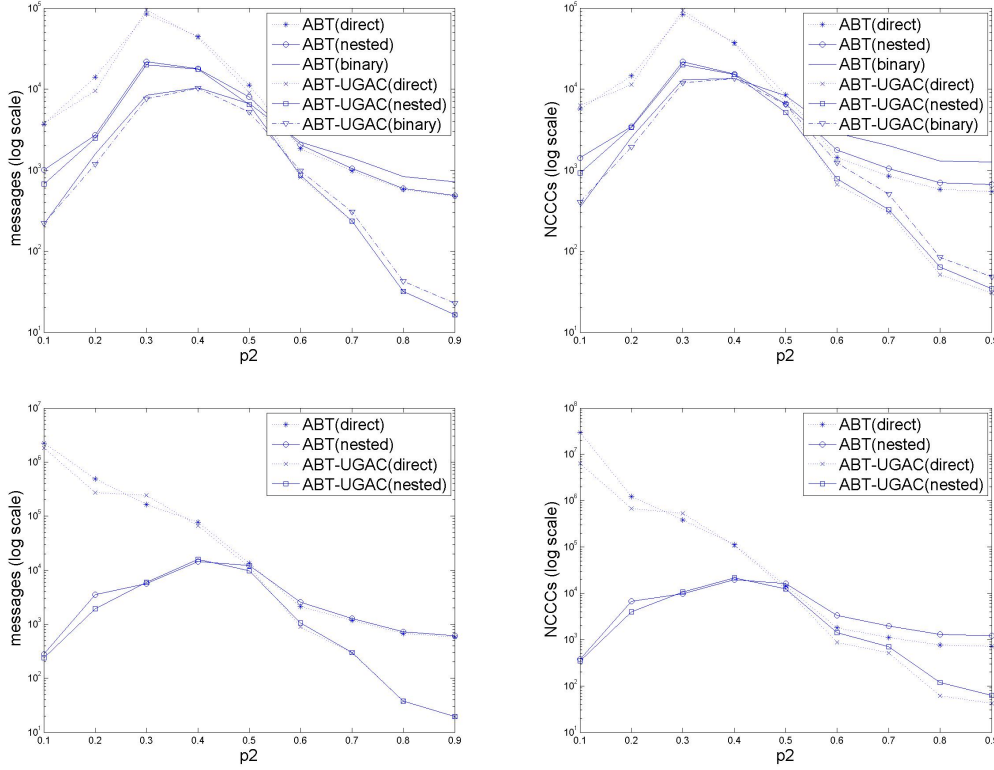 messages (log scale)
10^5
10^4
10^3
10^2
10^1
0.1 0.2 0.3 0.4 0.5 0.6 0.7 0.8 0.9
p2
ABT(direct)
ABT(nested)
ABT(binary)
ABT-UGAC(direct)
ABT-UGAC(nested)
ABT-UGAC(binary)
NCCCs (log scale)
10^5
10^4
10^3
10^2
10^1
0.1 0.2 0.3 0.4 0.5 0.6 0.7 0.8 0.9
p2
ABT(direct)
ABT(nested)
ABT(binary)
ABT-UGAC(direct)
ABT-UGAC(nested)
ABT-UGAC(binary)
messages (log scale)
10^7
10^6
10^5
10^4
10^3
10^2
10^1
0.1 0.2 0.3 0.4 0.5 0.6 0.7 0.8 0.9
p2
ABT(direct)
ABT(nested)
ABT-UGAC(direct)
ABT-UGAC(nested)
NCCCs (log scale)
10^8
10^7
10^6
10^5
10^4
10^3
10^2
10^1
0.1 0.2 0.3 0.4 0.5 0.6 0.7 0.8 0.9
p2
ABT(direct)
ABT(nested)
ABT-UGAC(direct)
ABT-UGAC(nested)